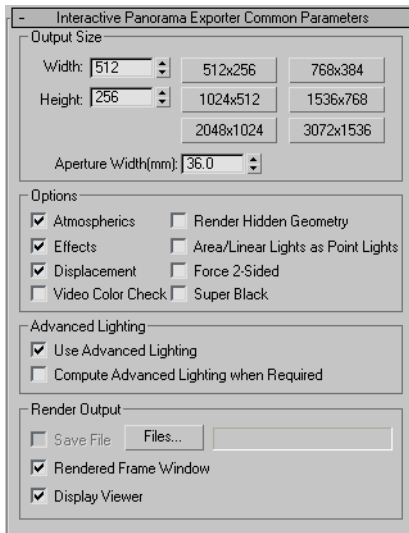 - Interactive Panorama Exporter Common Parameters
Output Size
Width: 512 512x256 768x384
Height: 256 1024x512 1536x768
2048x1024 3072x1536
Aperture Width(mm): 36.0
Options
Atmospherics Render Hidden Geometry
Effects Area/Linear Lights as Point Lights
Displacement Force 2-Sided
Video Color Check Super Black
Advanced Lighting
Use Advanced Lighting
Compute Advanced Lighting when Required
Render Output
Save File Files...
Rendered Frame Window
Display Viewer